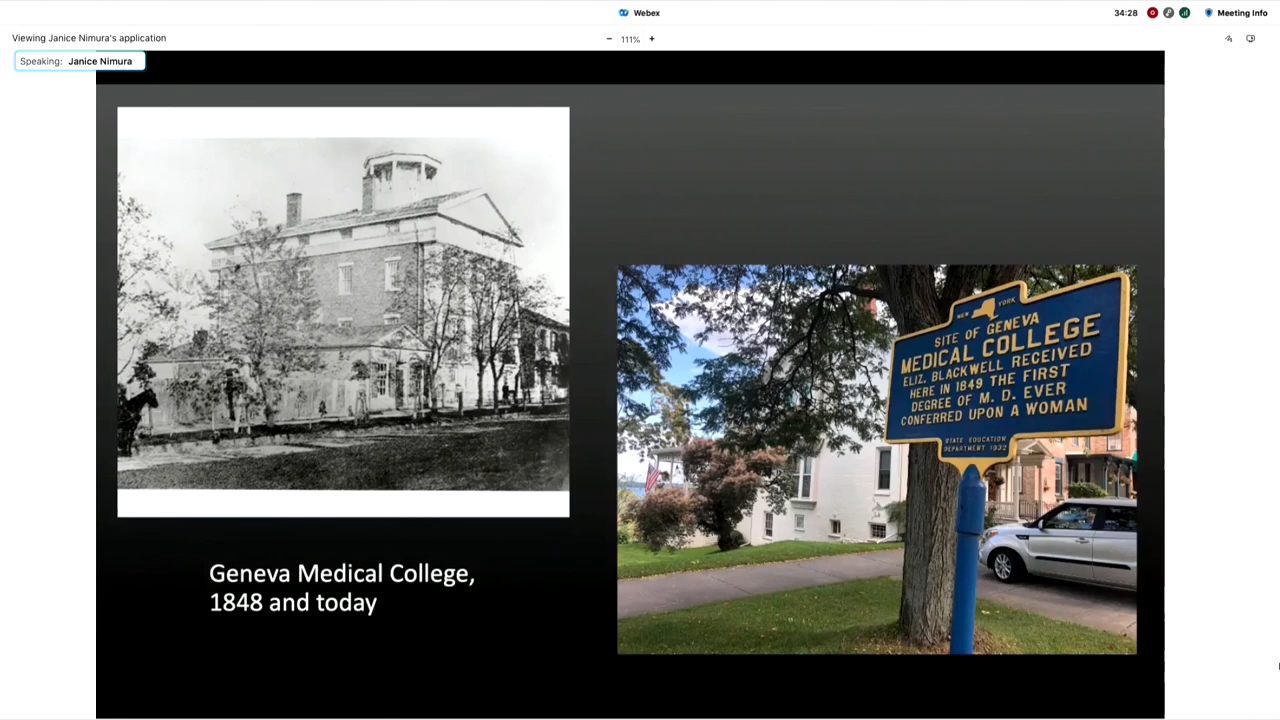 Webex
34:28
Meeting Info
Viewing Janice Nimura's application
111%
Speaking: Janice Nimura
NEW YORK
SITE OF GENEVA
MEDICAL COLLEGE
ELIZ. BLACKWELL RECEIVED
HERE IN 1849 THE FIRST
DEGREE OF M. D. EVER
CONFERRED UPON A WOMAN
STATE EDUCATION
DEPARTMENT 1932
Geneva Medical College,
1848 and today